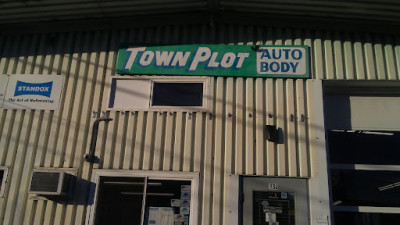 TOWN PLOT
AUTO
BODY
STANDOX
The Art of Refinishing